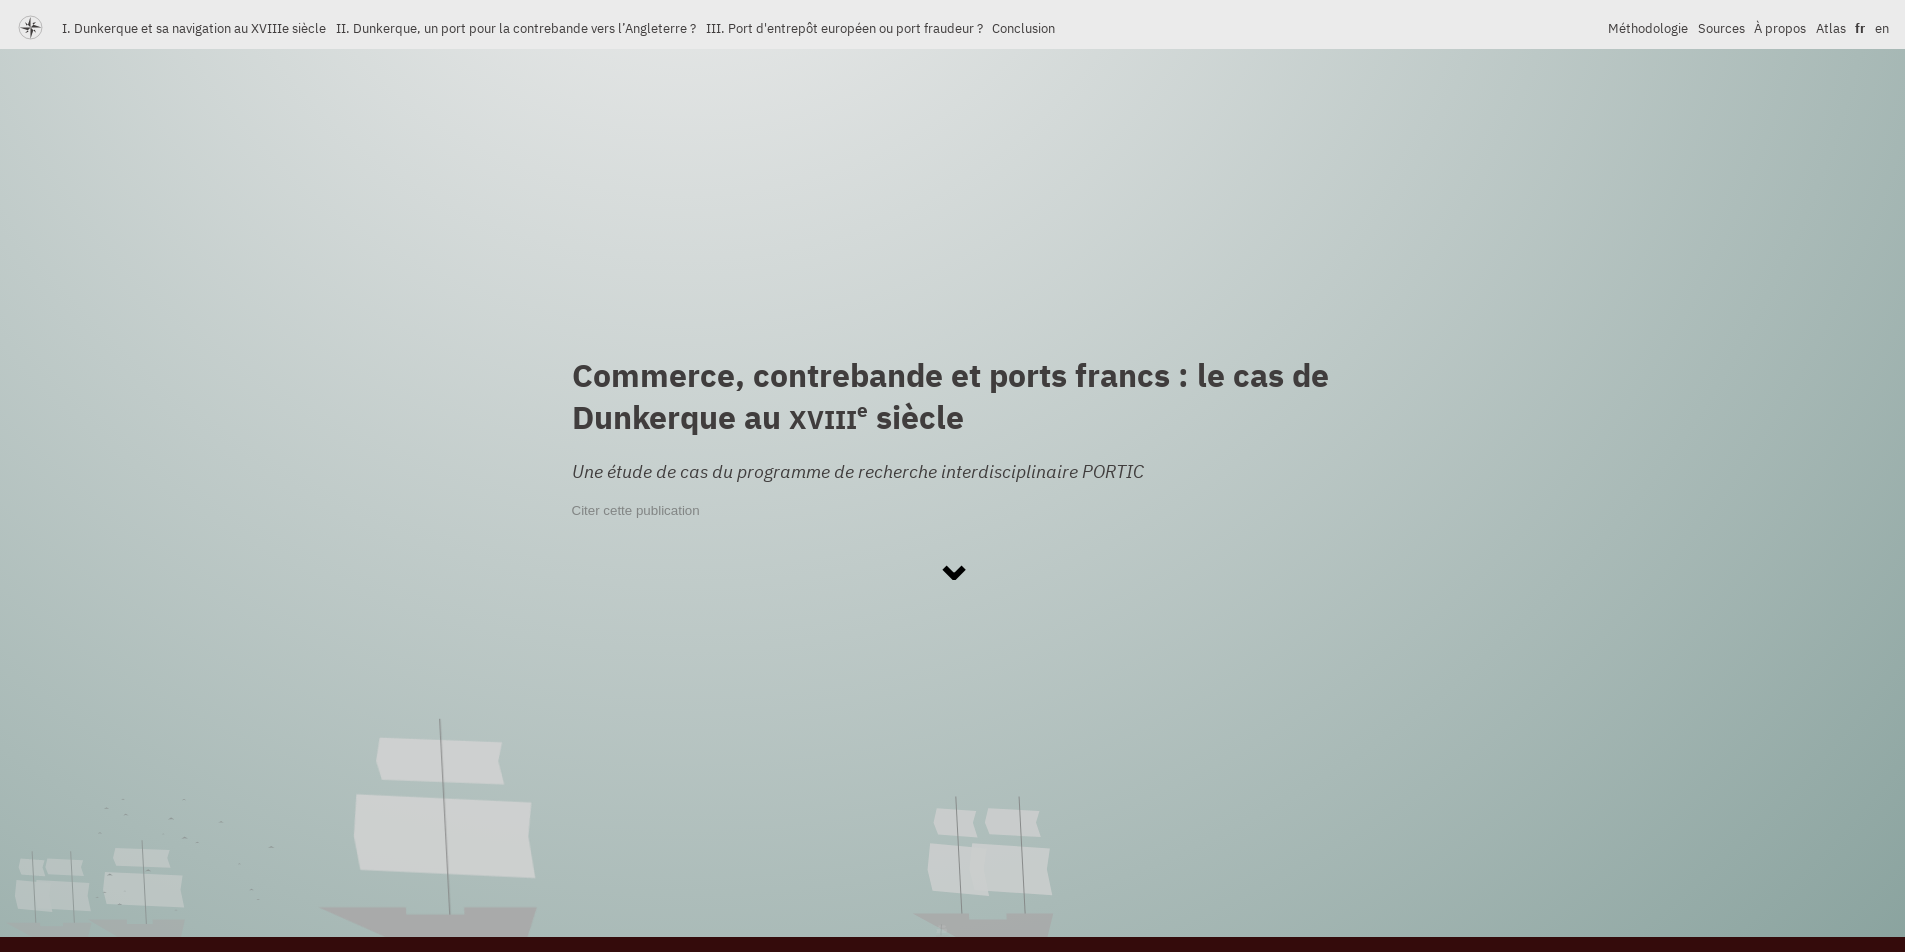 I. Dunkerque et sa navigation au XVIIIe siècle II. Dunkerque, un port pour la contrebande vers l’Angleterre ? III. Port d'entrepôt européen ou port fraudeur ? Conclusion Méthodologie Sources À propos Atlas fr en
Commerce, contrebande et ports francs : le cas de
Dunkerque au XVIIIe siècle
Une étude de cas du programme de recherche interdisciplinaire PORTIC
Citer cette publication